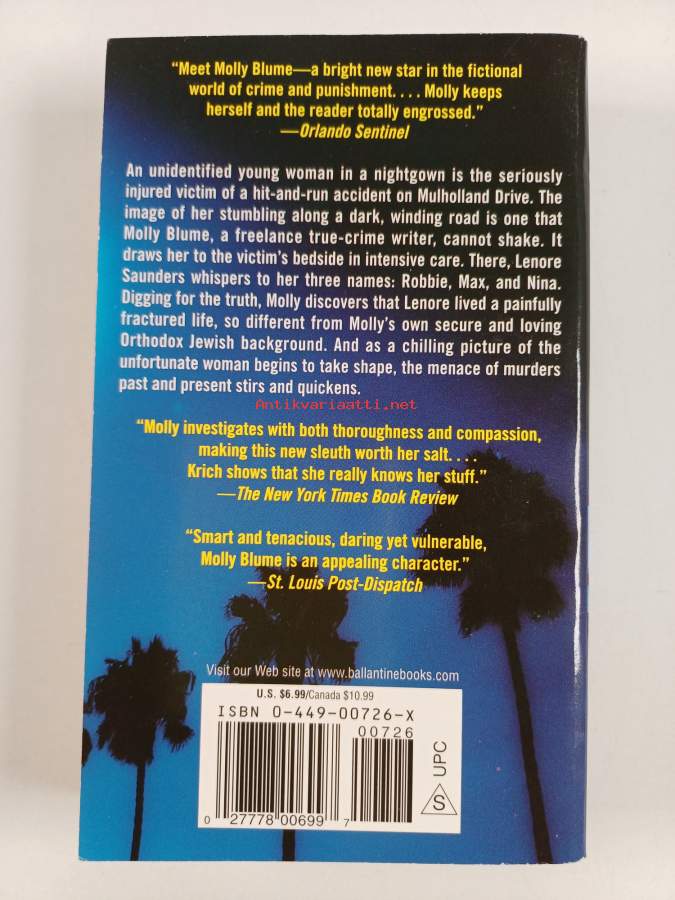 “Meet Molly Blume—a bright new star in the fictional
world of crime and punishment. . . . Molly keeps
herself and the reader totally engrossed.”
—Orlando Sentinel
An unidentified young woman in a nightgown is the seriously
injured victim of a hit-and-run accident on Mulholland Drive. The
image of her stumbling along a dark, winding road is one that
Molly Blume, a freelance true-crime writer, cannot shake. It
draws her to the victim’s bedside in intensive care. There, Lenore
Saunders whispers to her three names: Robbie, Max, and Nina.
Digging for the truth, Molly discovers that Lenore lived a painfully
fractured life, so different from Molly’s own secure and loving
Orthodox Jewish background. And as a chilling picture of the
unfortunate woman begins to take shape, the menace of murders
past and present stirs and quickens.
Antikvariaatti.net
“Molly investigates with both thoroughness and compassion,
making this new sleuth worth her salt. . . .
Krich shows that she really knows her stuff.”
—The New York Times Book Review
“Smart and tenacious, daring yet vulnerable,
Molly Blume is an appealing character.”
—St. Louis Post-Dispatch
Visit our Web site at www.ballantinebooks.com
U.S. $6.99/Canada $10.99
ISBN 0-449-00726-X
00726
S UPC
0 27778 00699 7